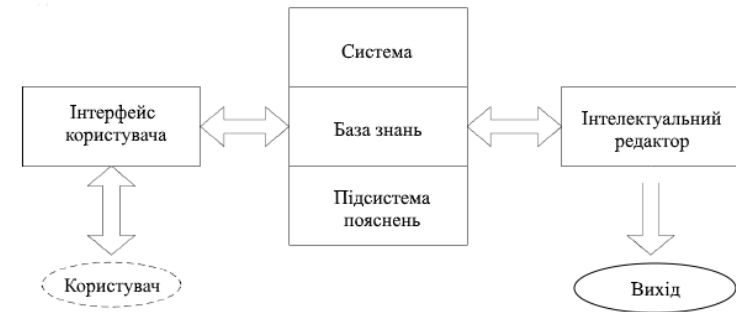 Система
Інтерфейс
користувача
База знань
Інтелектуальний
редактор
Підсистема
пояснень
Користувач
Вихід